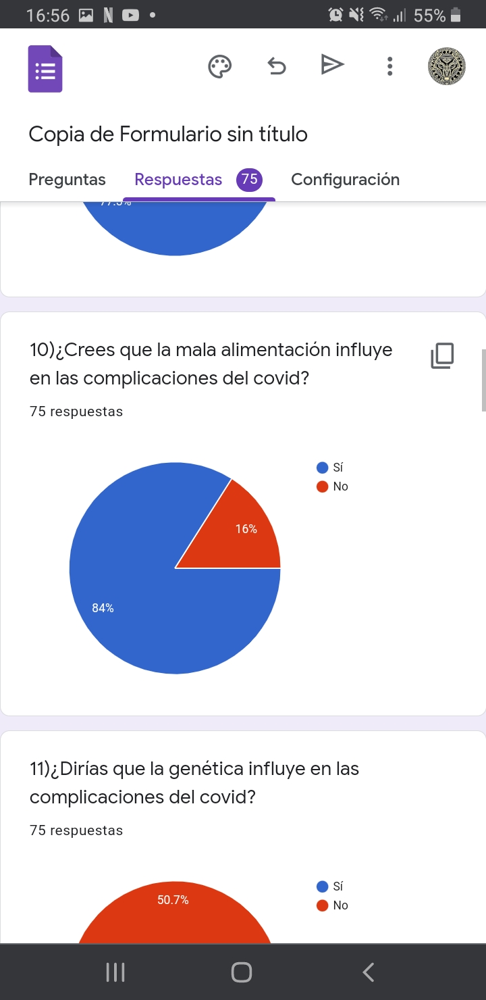 16:56
55%
Copia de Formulario sin título
Preguntas Respuestas 75 Configuración
10)¿Crees que la mala alimentación influye
en las complicaciones del covid?
75 respuestas
Sí
No
16%
84%
11)¿Dirías que la genética influye en las
complicaciones del covid?
75 respuestas
Sí
No
50.7%